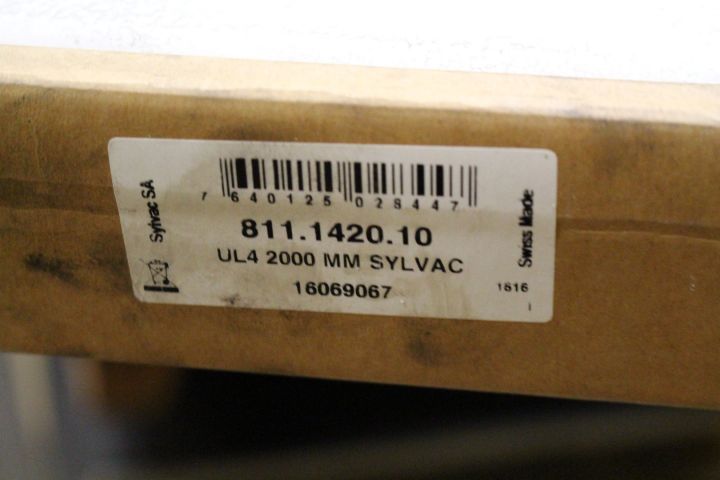 7 640125 028447
811.1420.10
UL4 2000 MM SYLVAC
16069067
Sylvac SA
Swiss Made
1616